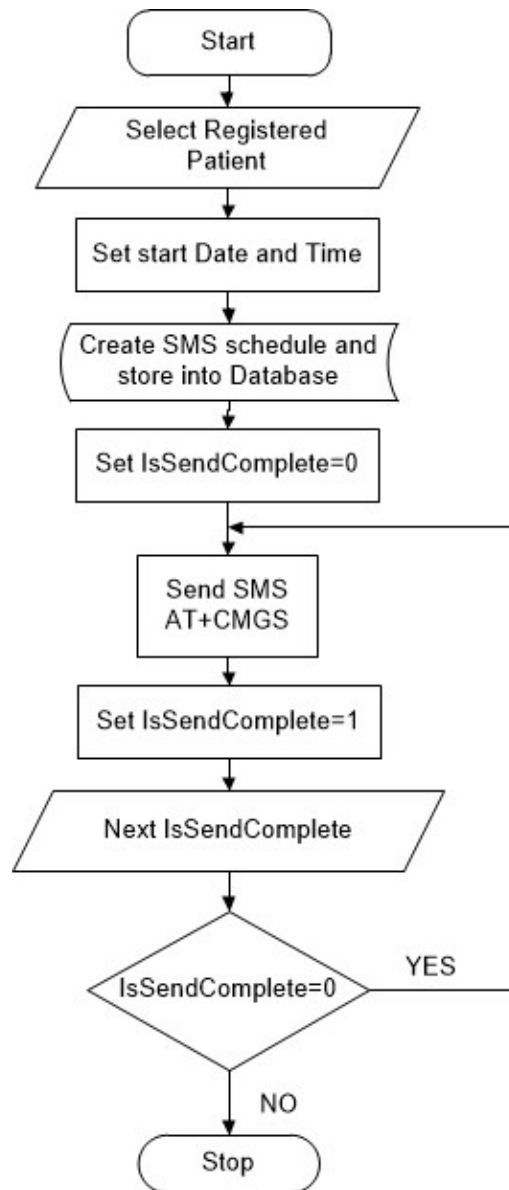 Start
Select Registered
Patient
Set start Date and Time
Create SMS schedule and
store into Database
Set IsSendComplete=0
Send SMS
AT+CMGS
Set IsSendComplete=1
Next IsSendComplete
IsSendComplete=0
YES
NO
Stop